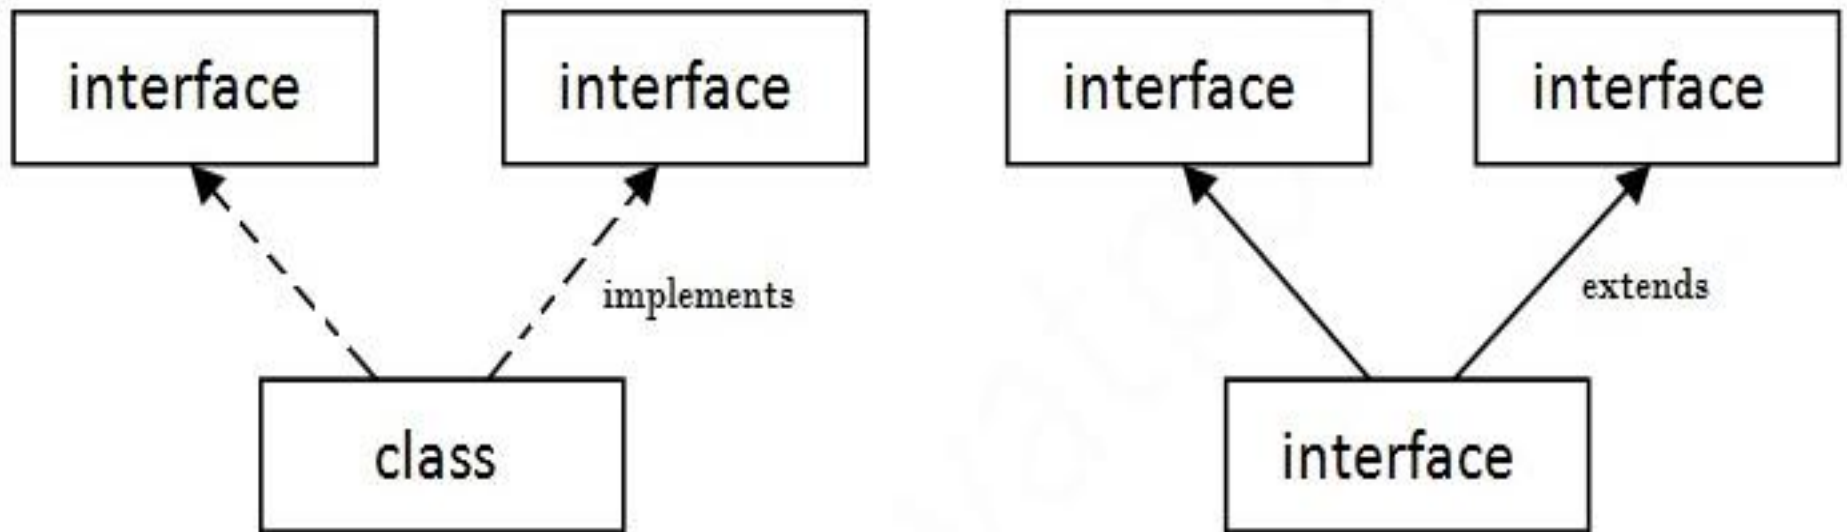 interface
interface
interface
interface
implements
extends
class
interface